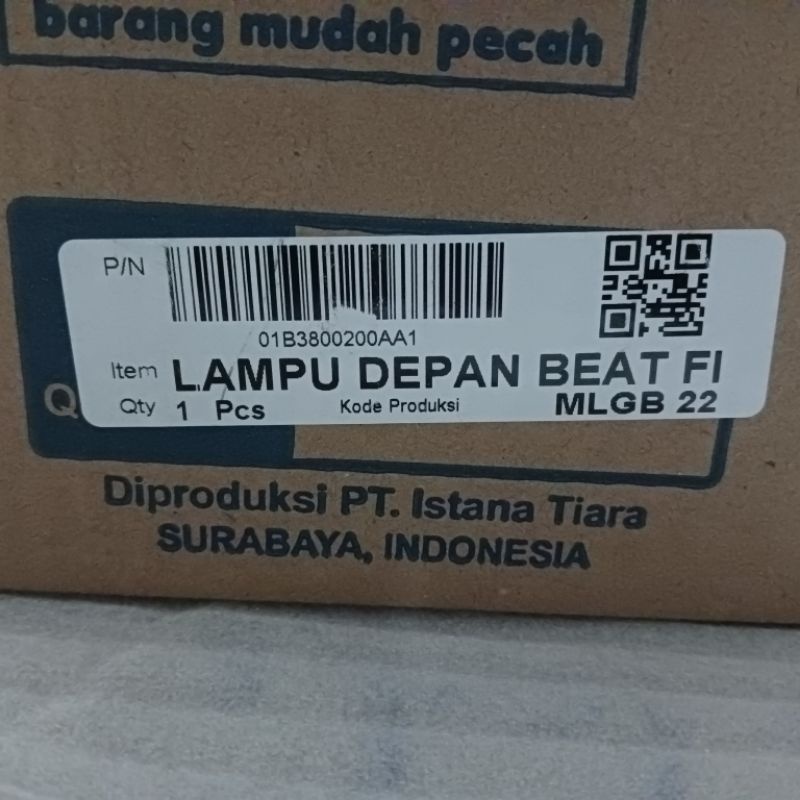 barang mudah pecah
P/N
01B3800200AA1
Item LAMPU DEPAN BEAT FI
Qty 1 Pcs Kode Produksi MLGB 22
Q
Diproduksi PT. Istana Tiara
SURABAYA, INDONESIA